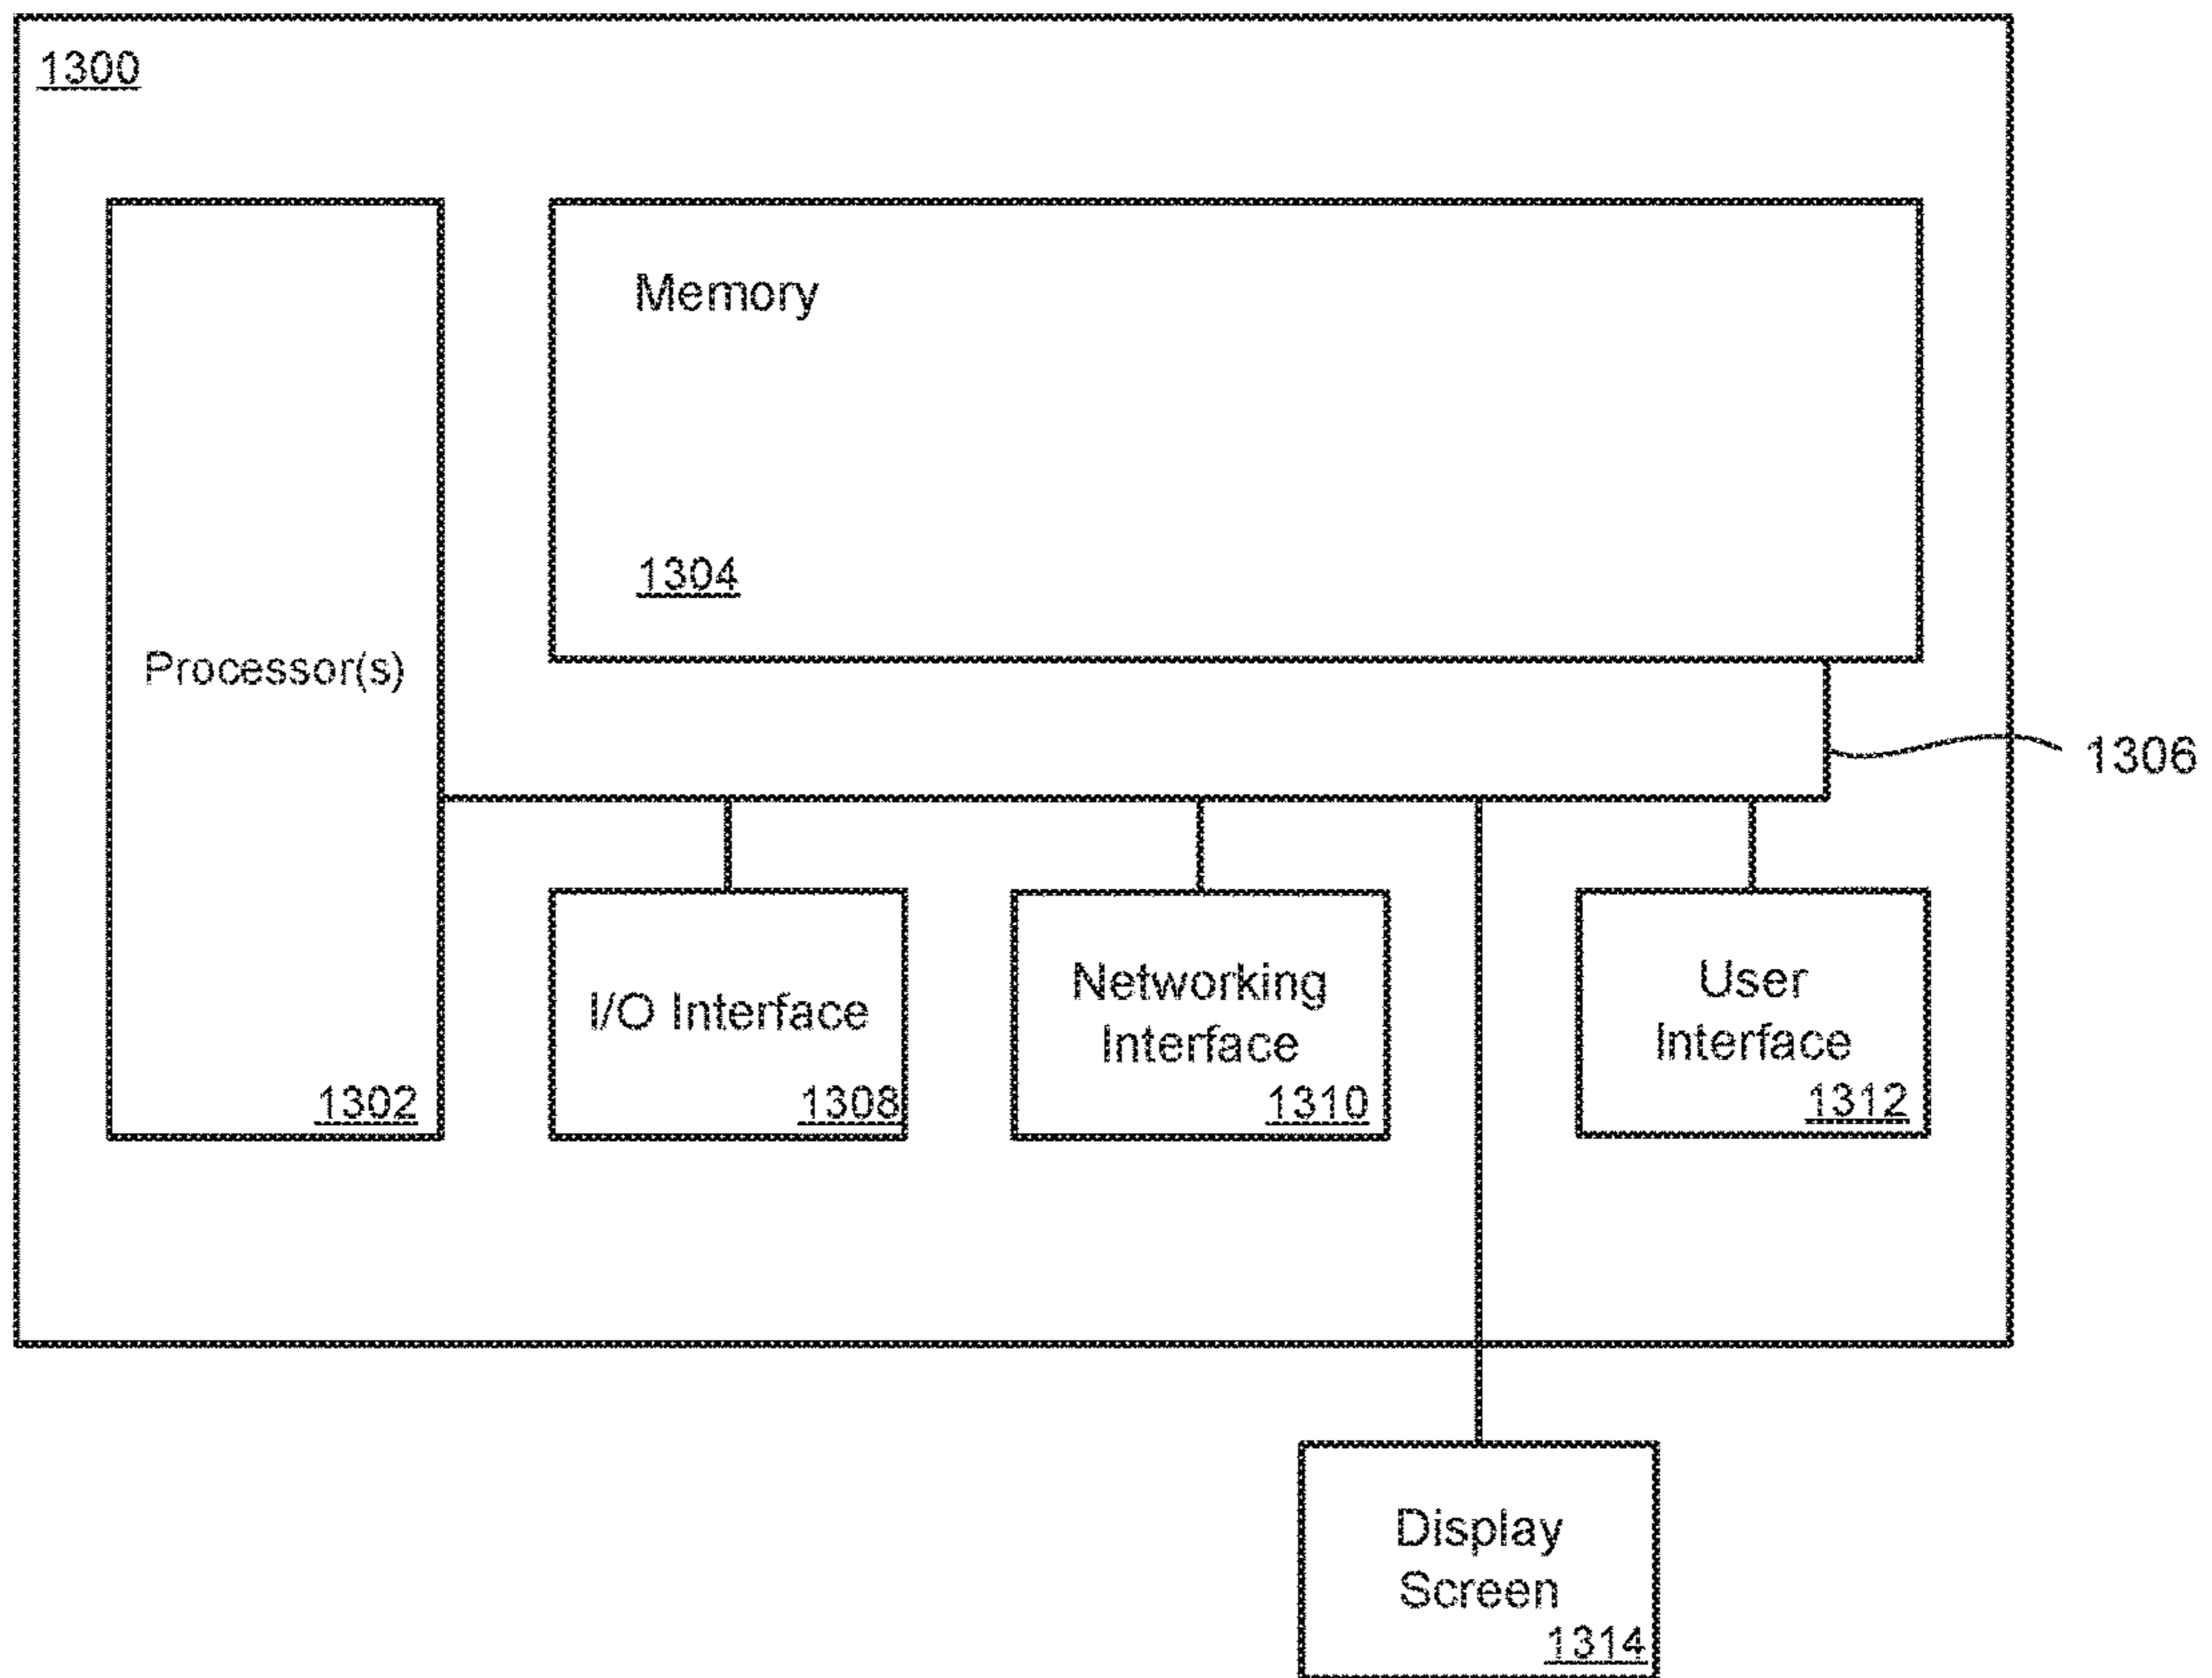 1300
Memory
1304
Processor(s)
1302
1306
I/O Interface
1308
Networking
Interface
1310
User
Interface
1312
Display
Screen
1314